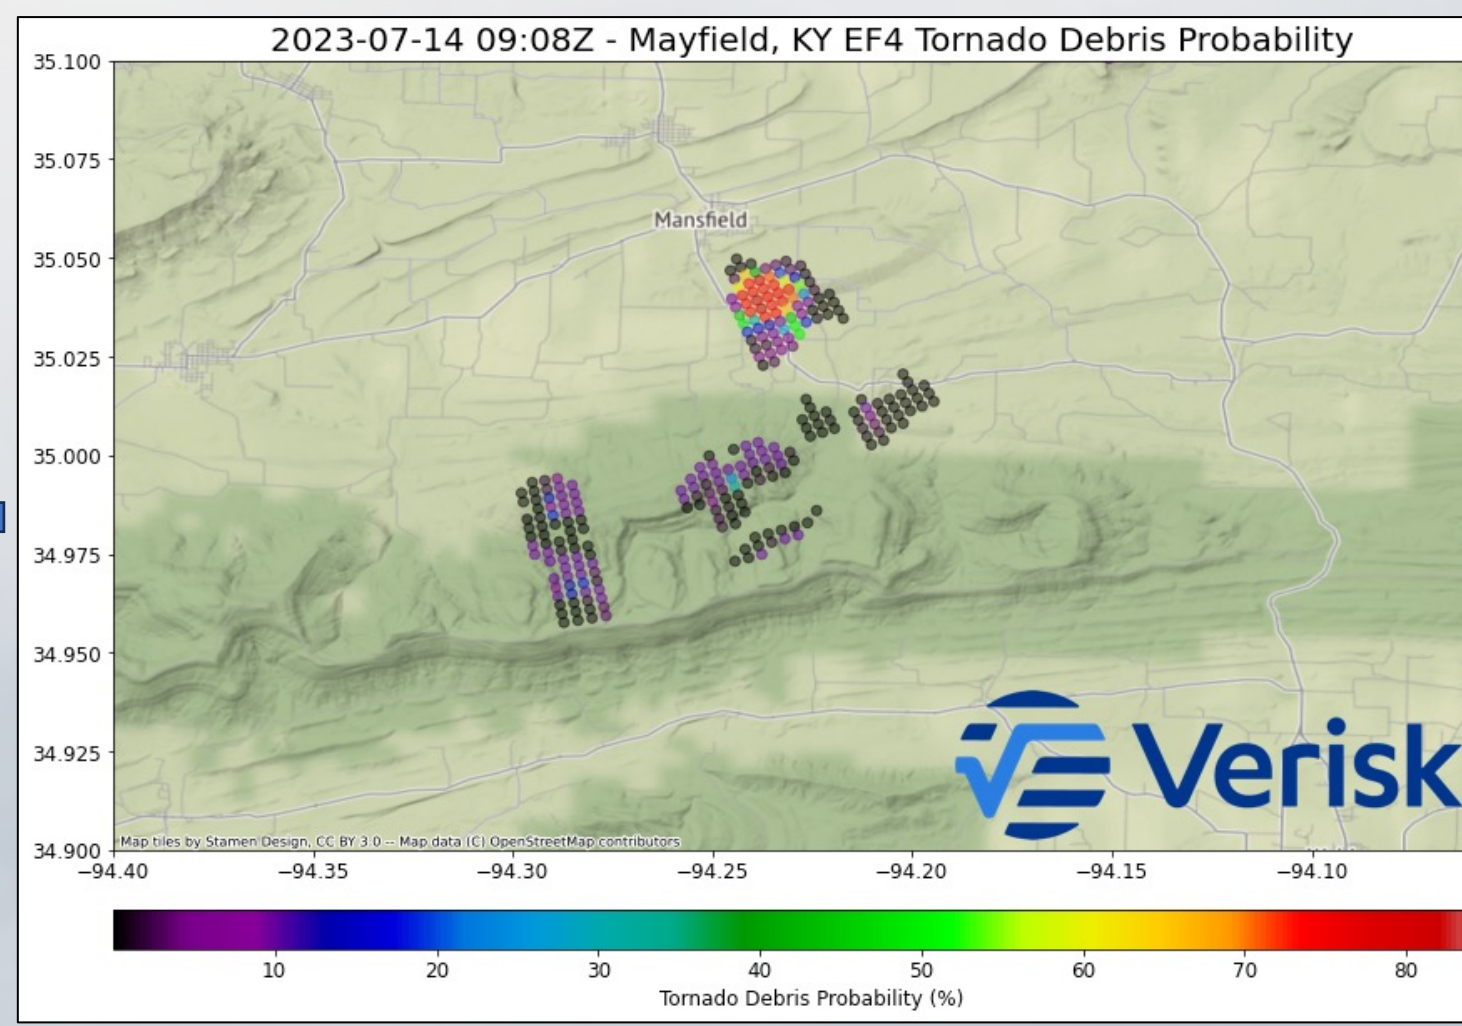 2023-07-14 09:08Z - Mayfield, KY EF4 Tornado Debris Probability
35.100
35.075
35.050
35.025
35.000
34.975
34.950
34.925
34.900
Mansfield
Verisk
Map tiles by Stamen Design, CC BY 3.0 -- Map data (C) OpenStreetMap contributors
−94.40 −94.35 −94.30 −94.25 −94.20 −94.15 −94.10
10 20 30 40 50 60 70 80
Tornado Debris Probability (%)